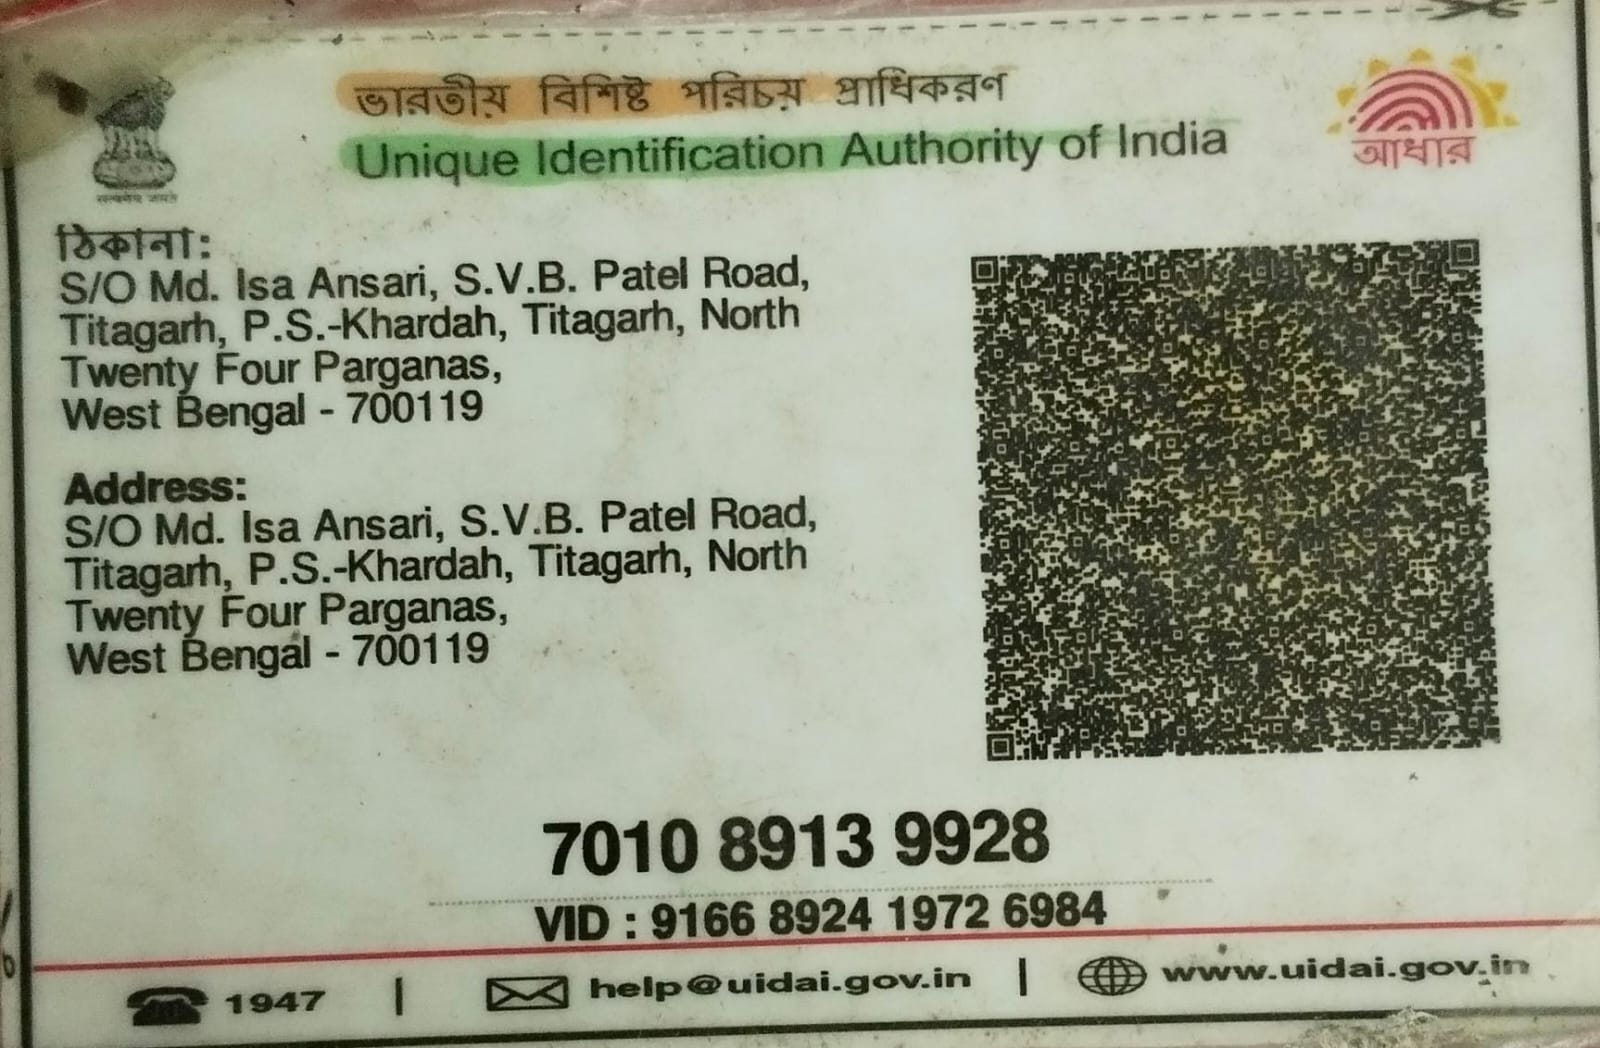 ভারতীয় বিশিষ্ট পরিচয় প্রাধিকরণ
Unique Identification Authority of India
আধার
सत्यमेव जयते
ঠিকানা:
S/O Md. Isa Ansari, S.V.B. Patel Road,
Titagarh, P.S.-Khardah, Titagarh, North
Twenty Four Parganas,
West Bengal - 700119
Address:
S/O Md. Isa Ansari, S.V.B. Patel Road,
Titagarh, P.S.-Khardah, Titagarh, North
Twenty Four Parganas,
West Bengal - 700119
7010 8913 9928
VID : 9166 8924 1972 6984
1947 | help@uidai.gov.in | www.uidai.gov.in